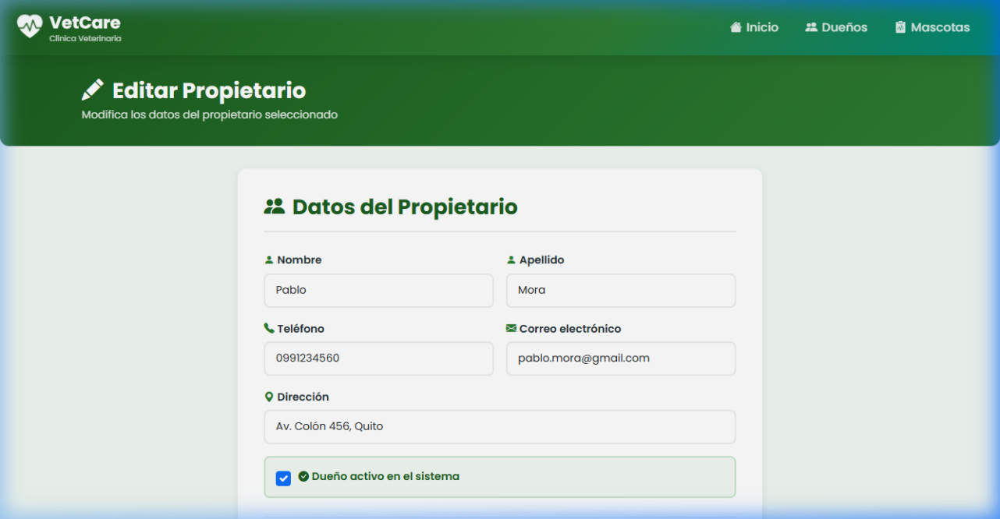 VetCare
Clínica Veterinaria
Inicio
Dueños
Mascotas
Editar Propietario
Modifica los datos del propietario seleccionado
Datos del Propietario
Nombre
Apellido
Pablo
Mora
Teléfono
Correo electrónico
0991234560
pablo.mora@gmail.com
Dirección
Av. Colón 456, Quito
Dueño activo en el sistema